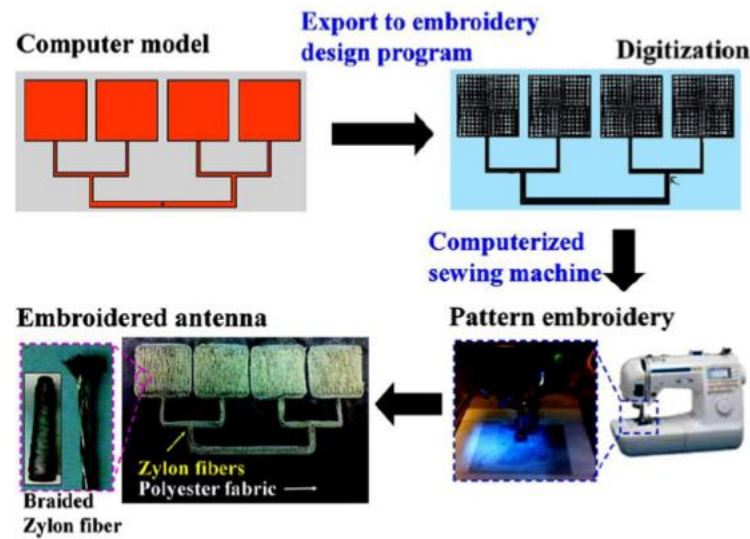 Computer model
Export to embroidery
design program
Digitization
Computerized
sewing machine
Embroidered antenna
Pattern embroidery
Zylon fibers
Polyester fabric
Braided
Zylon fiber